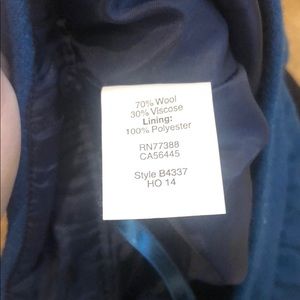 70% Wool
30% Viscose
Lining:
100% Polyester
RN77388
CA56445
Style B4337
HO 14